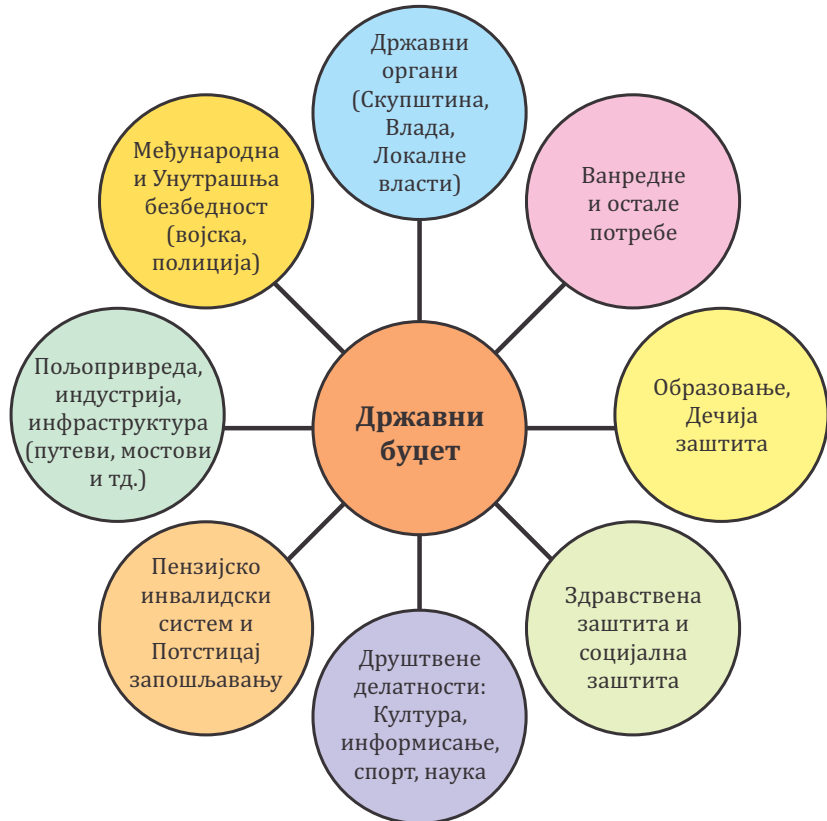 Државни
органи
(Скупштина,
Влада,
Локалне
власти)
Међународна
и Унутрашња
безбедност
(војска,
полиција)
Ванредне
и остале
потребе
Пољопривреда,
индустрија,
инфраструктура
(путеви, мостови
и тд.)
Државни
буџет
Образовање,
Дечија
заштита
Пензијско
инвалидски
систем и
Потстицај
запошљавању
Здравствена
заштита и
социјална
заштита
Друштвене
делатности:
Култура,
информисање,
спорт, наука